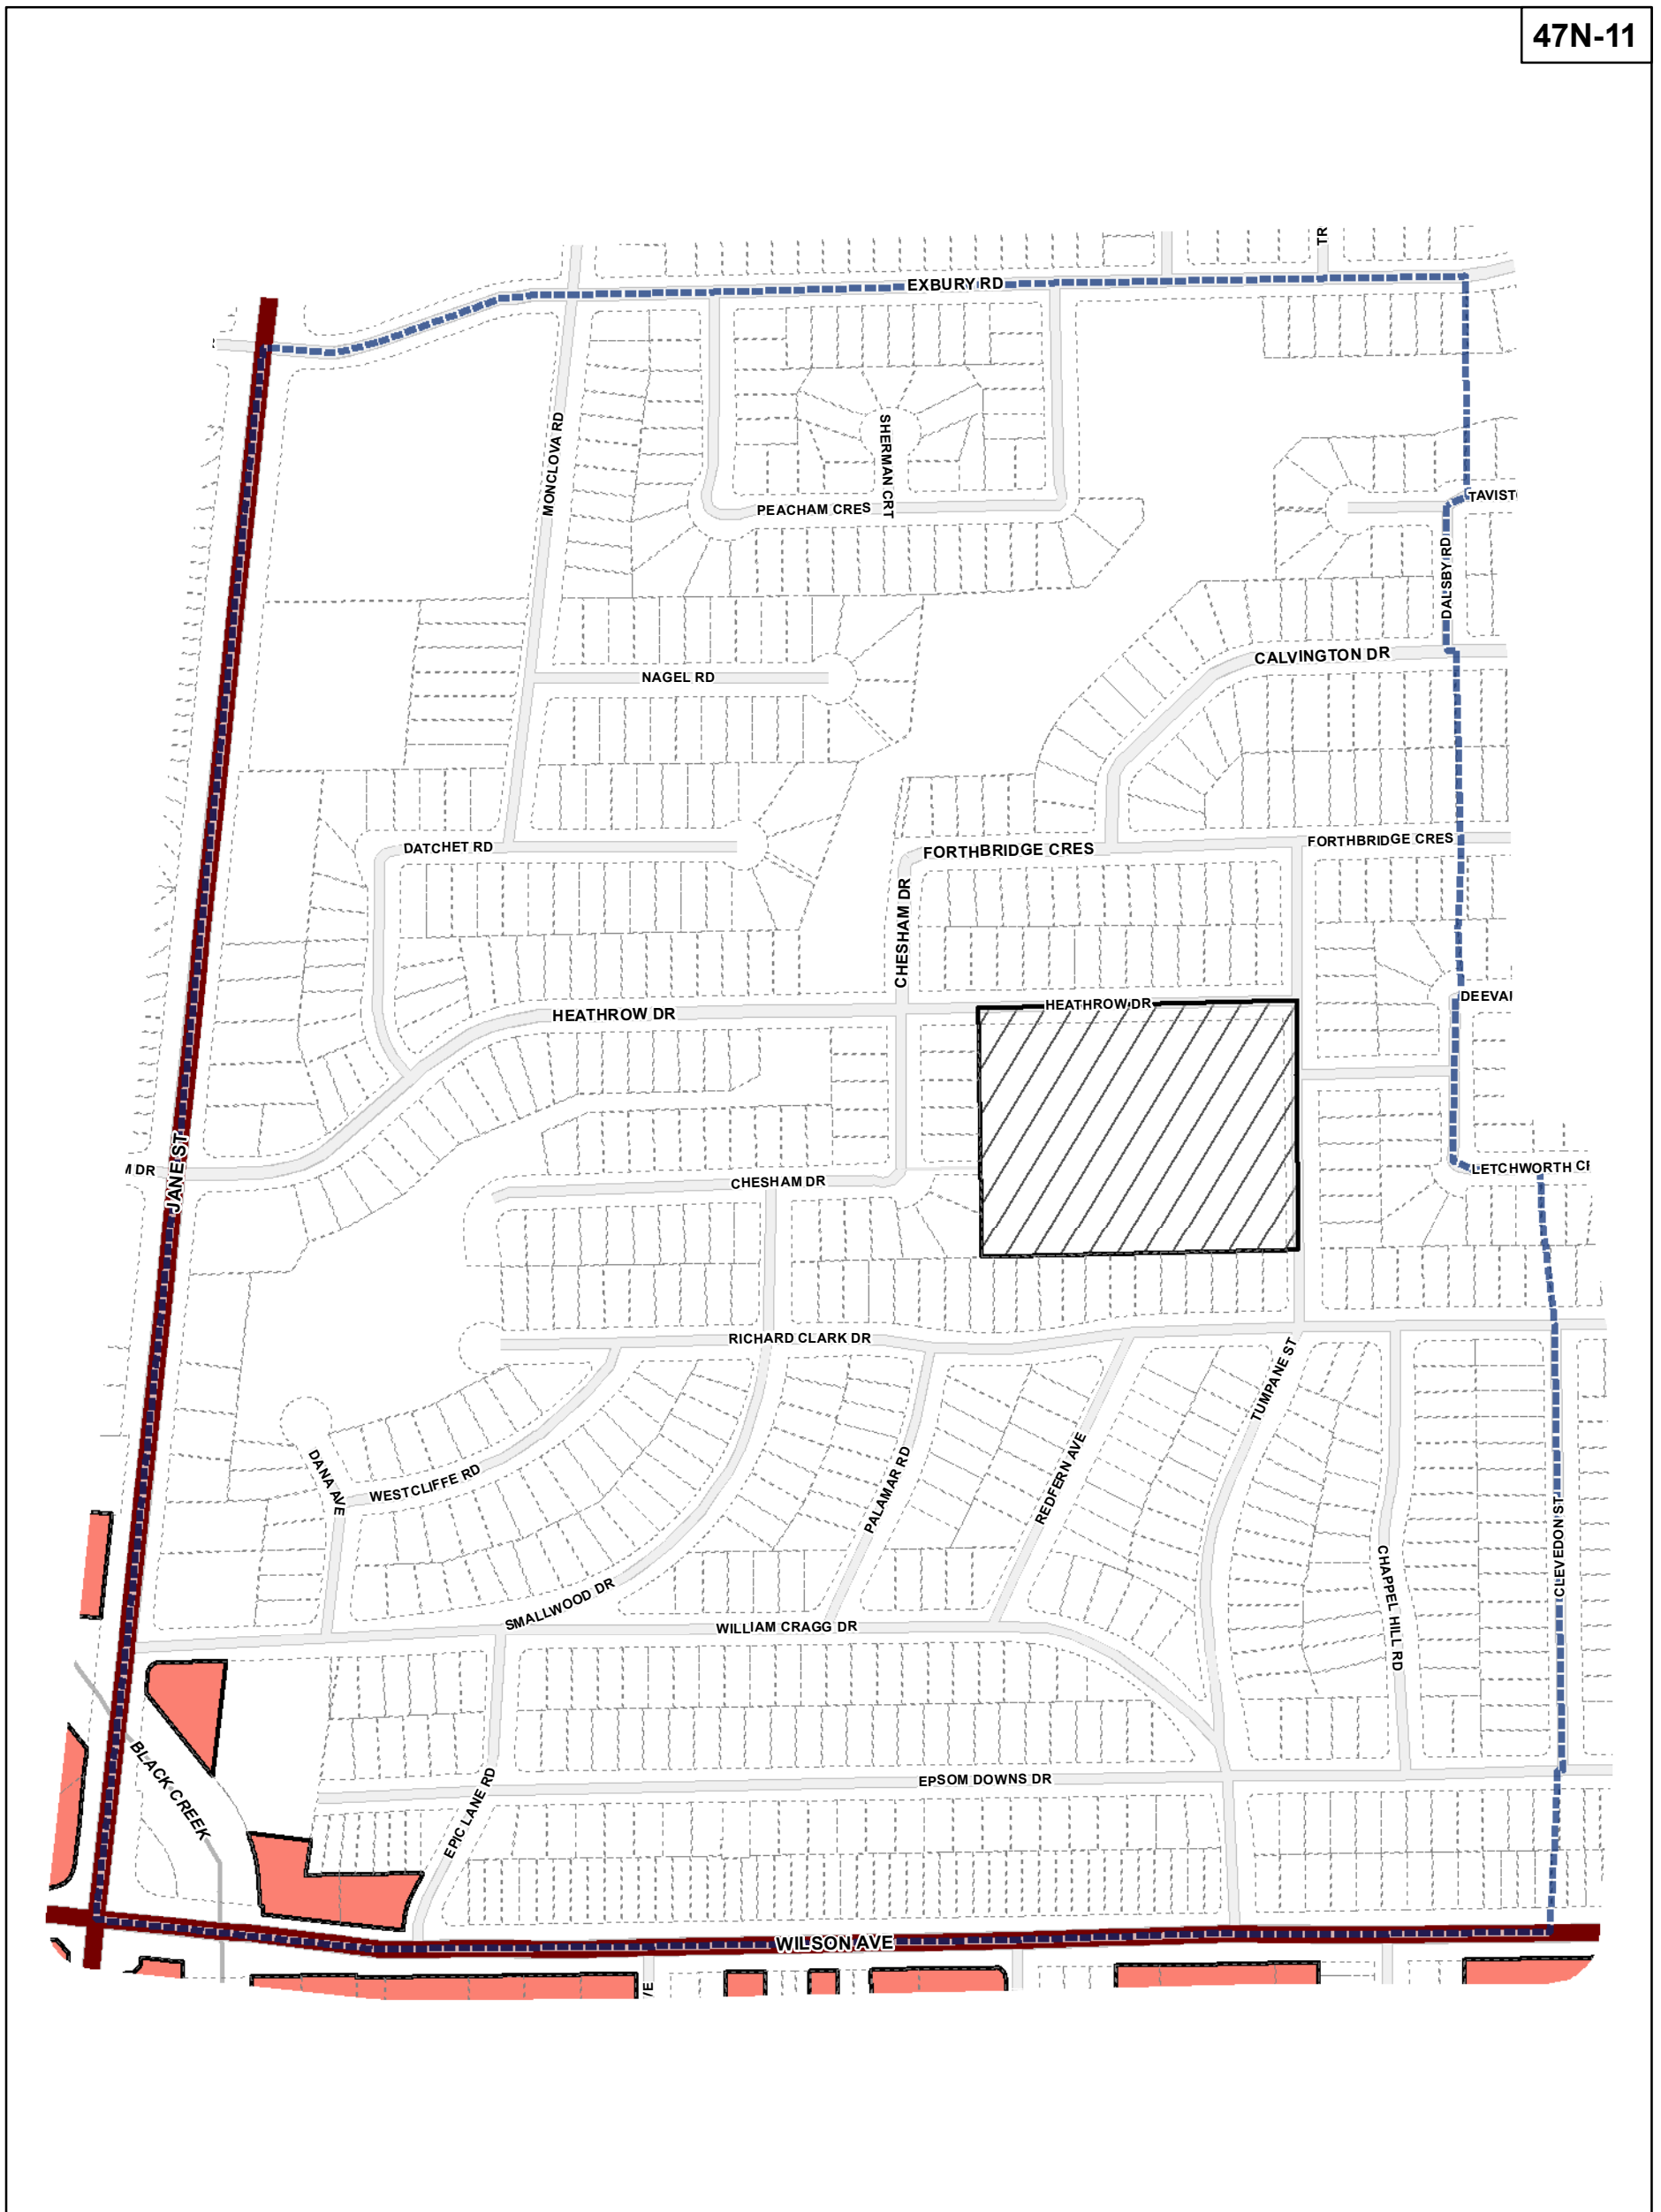 47N-11
TR
EXBURY RD
MONCLOVA RD
SHERMAN CRT
PEACHAM CRES
TAVIST
DALSBY RD
CALVINGTON DR
NAGEL RD
DATCHET RD
FORTHBRIDGE CRES
FORTHBRIDGE CRES
CHESHAM DR
DEEVA
HEATHROW DR
HEATHROW DR
JANE ST
M DR
CHESHAM DR
LETCHWORTH C
RICHARD CLARK DR
TUMPANE ST
DANA AVE
WESTCLIFFE RD
PALAMAR RD
REDFERN AVE
CLEVEDON ST
CHAPPEL HILL RD
SMALLWOOD DR
WILLIAM CRAGG DR
BLACK CREEK
EPIC LANE RD
EPSOM DOWNS DR
WILSON AVE
VE